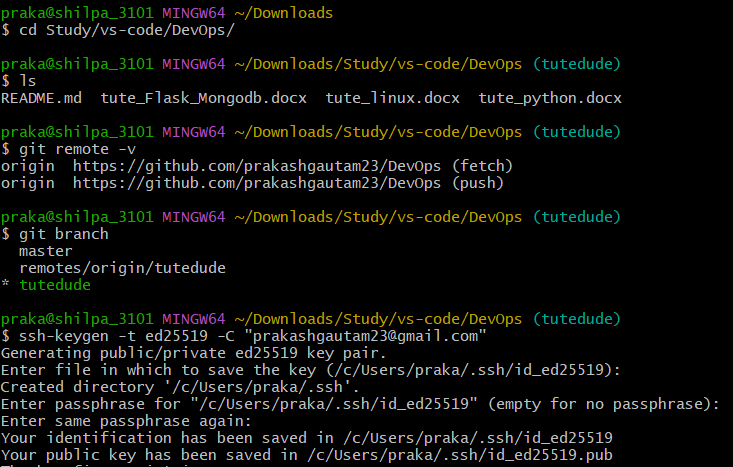 praka@shilpa_3101 MINGW64 ~/Downloads
$ cd Study/vs-code/DevOps/
praka@shilpa_3101 MINGW64 ~/Downloads/Study/vs-code/DevOps (tutedude)
$ ls
README.md  tute_Flask_Mongodb.docx  tute_linux.docx  tute_python.docx
praka@shilpa_3101 MINGW64 ~/Downloads/Study/vs-code/DevOps (tutedude)
$ git remote -v
origin  https://github.com/prakashgautam23/DevOps (fetch)
origin  https://github.com/prakashgautam23/DevOps (push)
praka@shilpa_3101 MINGW64 ~/Downloads/Study/vs-code/DevOps (tutedude)
$ git branch
  master
  remotes/origin/tutedude
* tutedude
praka@shilpa_3101 MINGW64 ~/Downloads/Study/vs-code/DevOps (tutedude)
$ ssh-keygen -t ed25519 -C "prakashgautam23@gmail.com"
Generating public/private ed25519 key pair.
Enter file in which to save the key (/c/Users/praka/.ssh/id_ed25519):
Created directory '/c/Users/praka/.ssh'.
Enter passphrase for "/c/Users/praka/.ssh/id_ed25519" (empty for no passphrase):
Enter same passphrase again:
Your identification has been saved in /c/Users/praka/.ssh/id_ed25519
Your public key has been saved in /c/Users/praka/.ssh/id_ed25519.pub